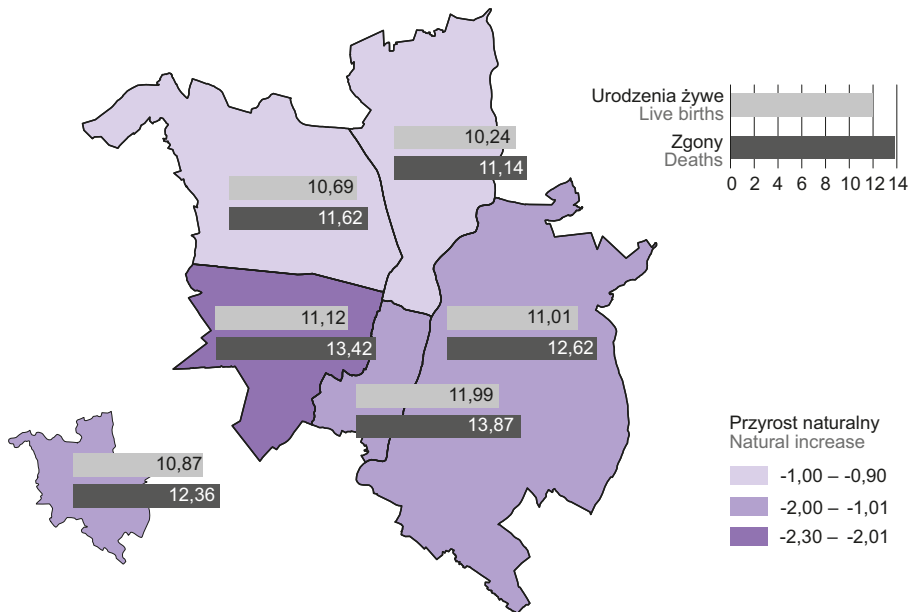 Urodzenia żywe
Live births
Zgony
Deaths
0 2 4 6 8 10 12 14
10,24
11,14
10,69
11,62
11,12
13,42
11,01
12,62
11,99
13,87
10,87
12,36
Przyrost naturalny
Natural increase
-1,00 – -0,90
-2,00 – -1,01
-2,30 – -2,01